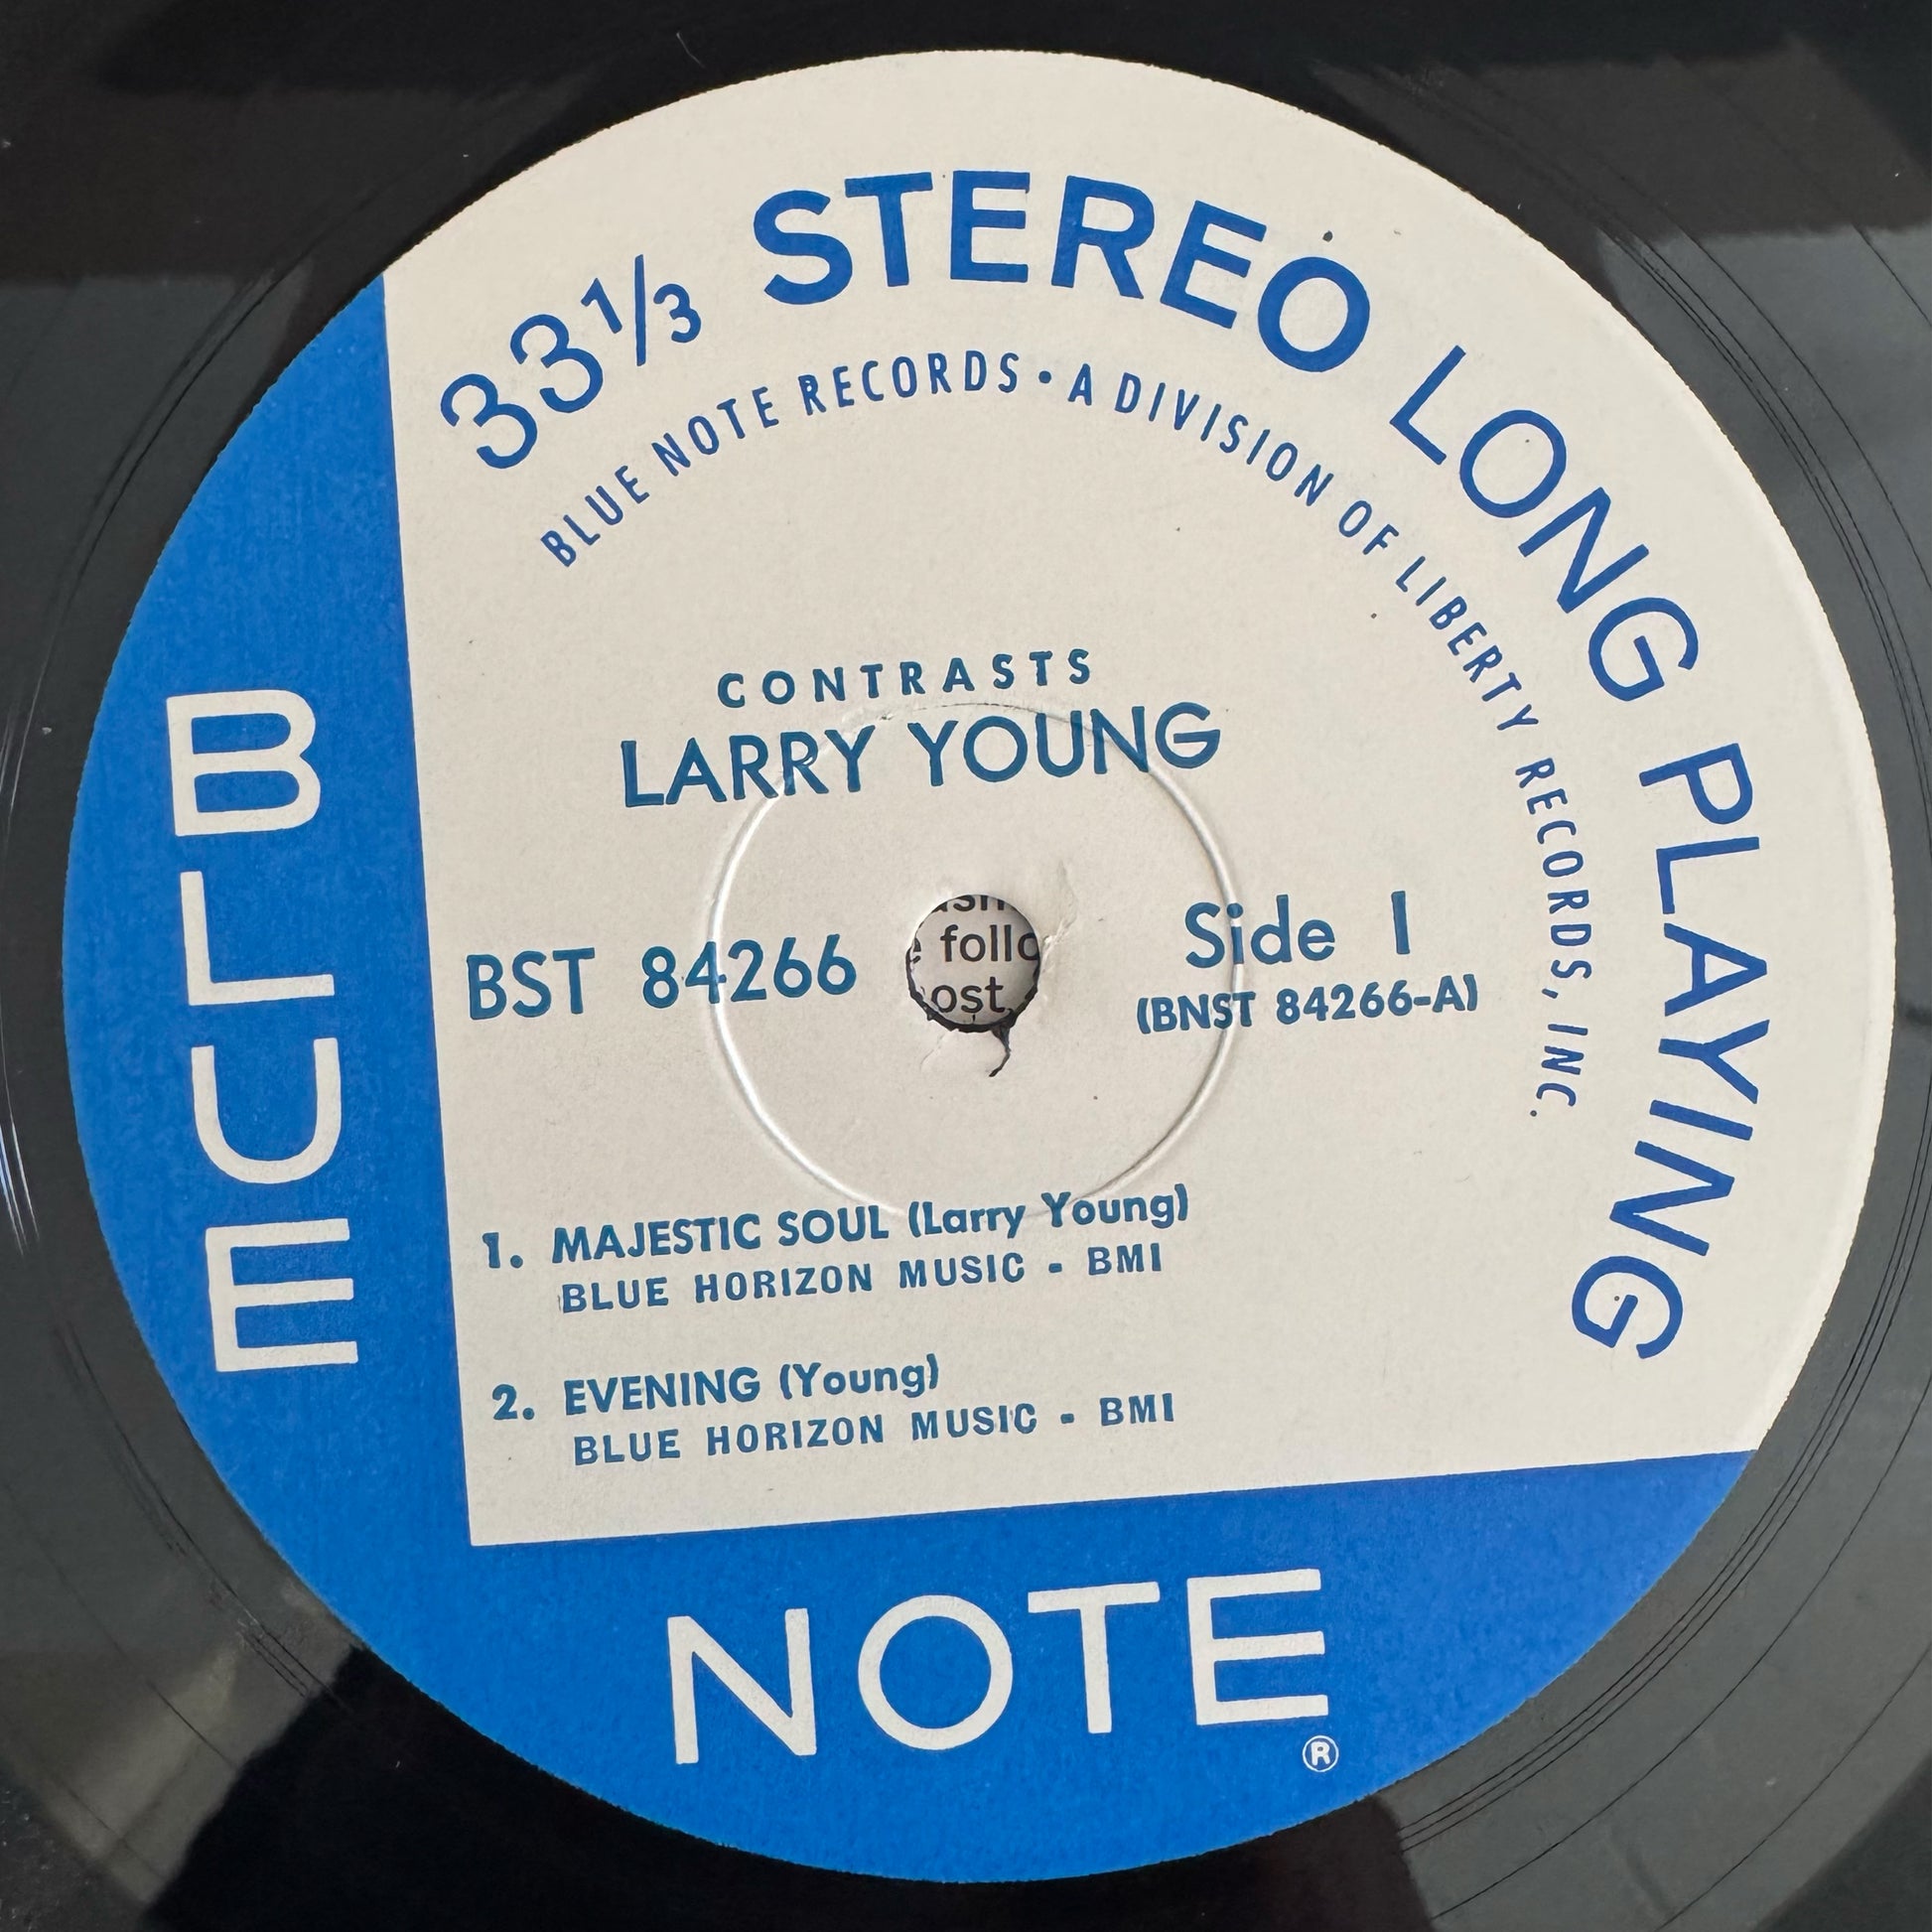 33⅓ STEREO LONG PLAYING
BLUE NOTE RECORDS • A DIVISION OF LIBERTY RECORDS, INC.
CONTRASTS
LARRY YOUNG
BST 84266
follo
ost
Side 1
(BNST 84266-A)
1. MAJESTIC SOUL (Larry Young)
BLUE HORIZON MUSIC - BMI
2. EVENING (Young)
BLUE HORIZON MUSIC - BMI
BLUE
NOTE®